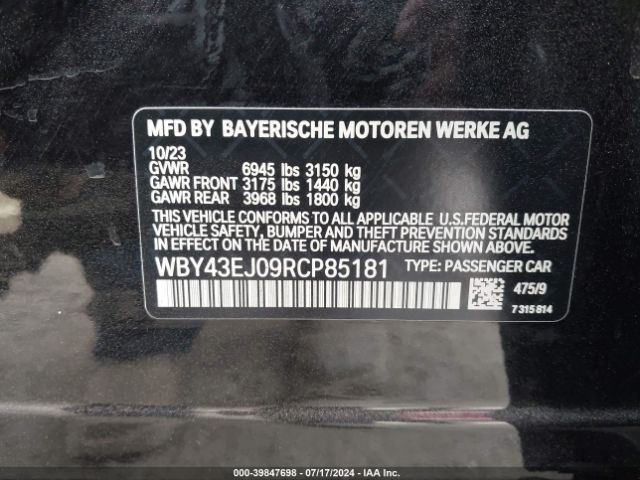 MFD BY BAYERISCHE MOTOREN WERKE AG
10/23
GVWR 6945 lbs 3150 kg
GAWR FRONT 3175 lbs 1440 kg
GAWR REAR 3968 lbs 1800 kg
THIS VEHICLE CONFORMS TO ALL APPLICABLE U.S.FEDERAL MOTOR
VEHICLE SAFETY, BUMPER AND THEFT PREVENTION STANDARDS
IN EFFECT ON THE DATE OF MANUFACTURE SHOWN ABOVE.
WBY43EJ09RCP85181 TYPE: PASSENGER CAR
475/9
7315814
000-39847698 - 07/17/2024 - IAA Inc.